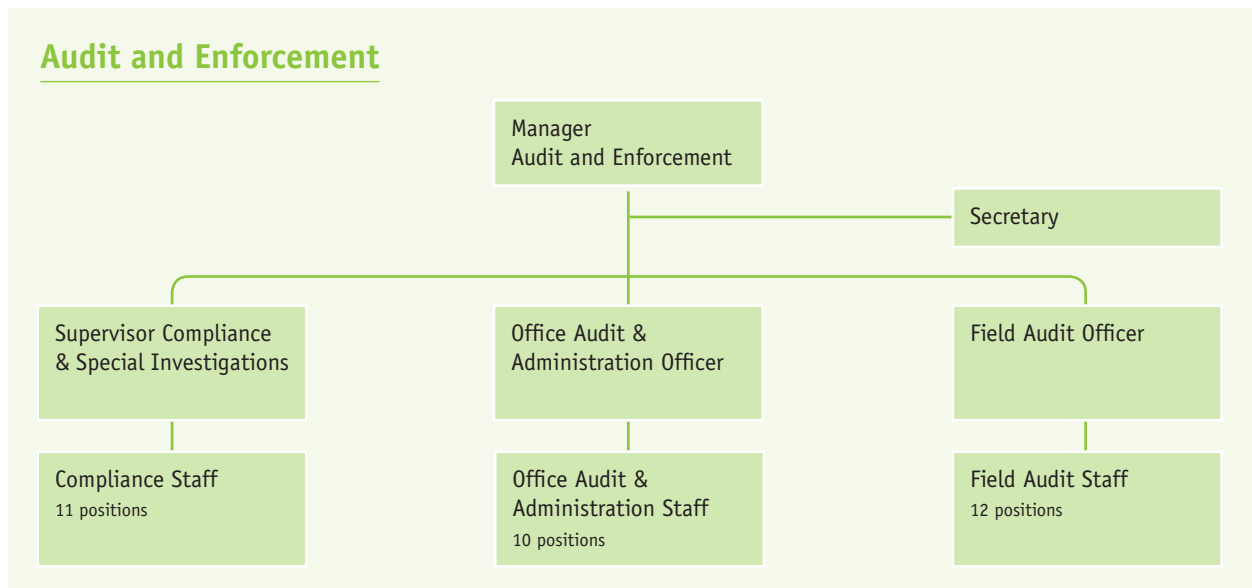 Audit and Enforcement
Manager
Audit and Enforcement
Secretary
Supervisor Compliance
& Special Investigations
Office Audit &
Administration Officer
Field Audit Officer
Compliance Staff
11 positions
Office Audit &
Administration Staff
10 positions
Field Audit Staff
12 positions